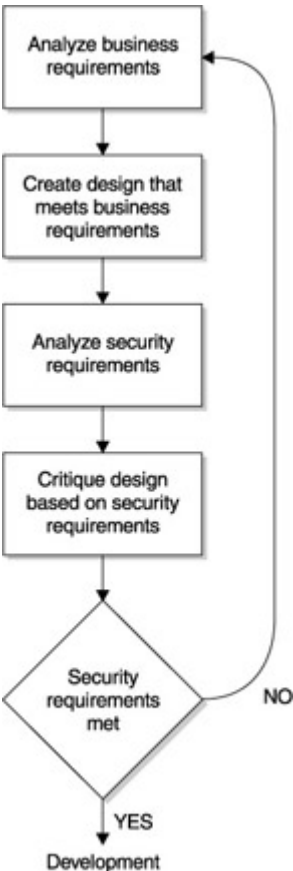 Analyze business
requirements
Create design that
meets business
requirements
Analyze security
requirements
Critique design
based on security
requirements
Security
requirements
met
NO
YES
Development